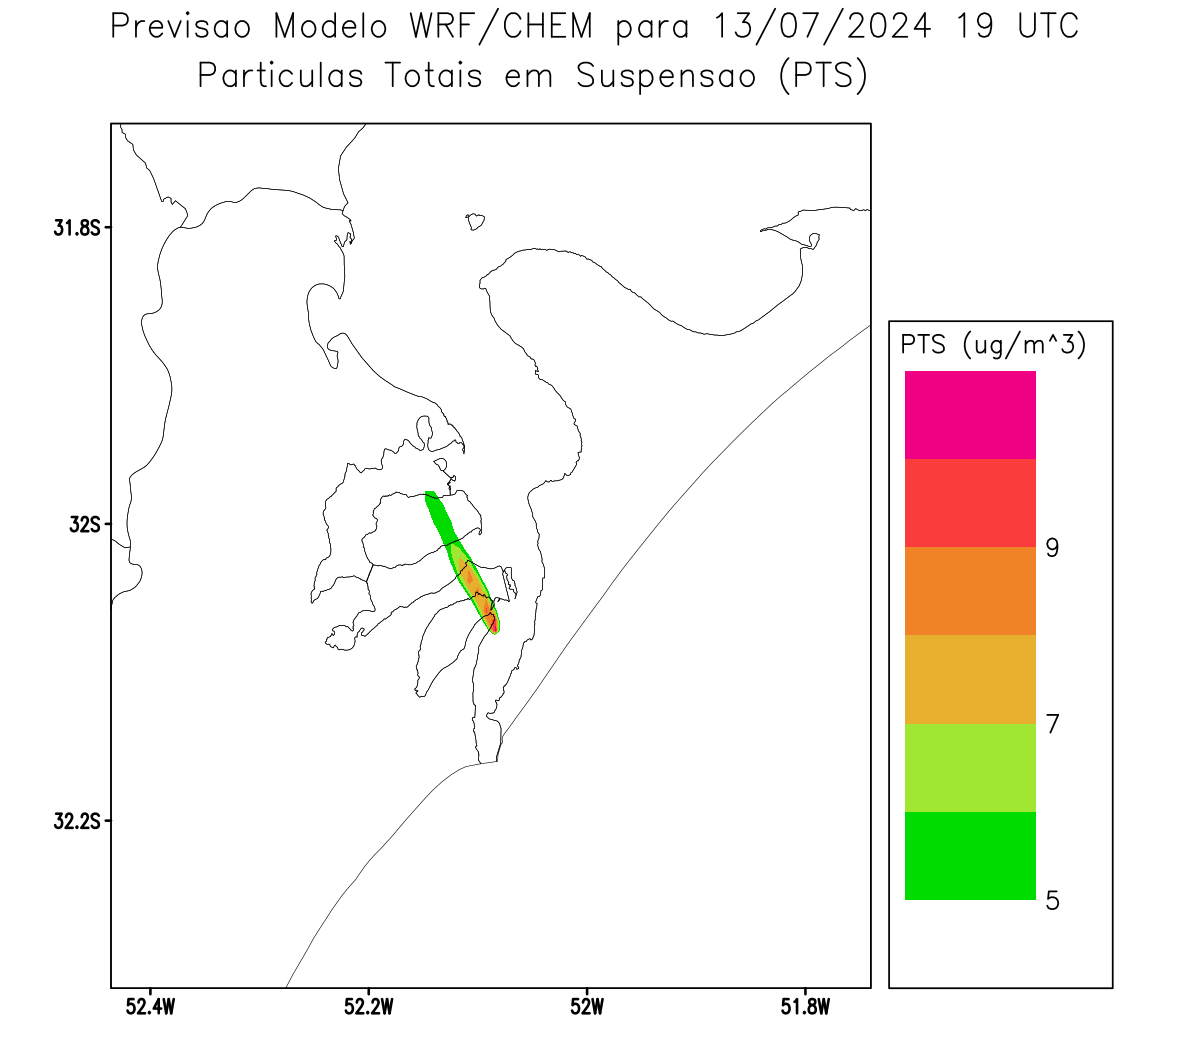 Previsao Modelo WRF/CHEM para 13/07/2024 19 UTC
Particulas Totais em Suspensao (PTS)
31.8S
32S
32.2S
52.4W 52.2W 52W 51.8W
PTS (ug/m^3)
9
7
5